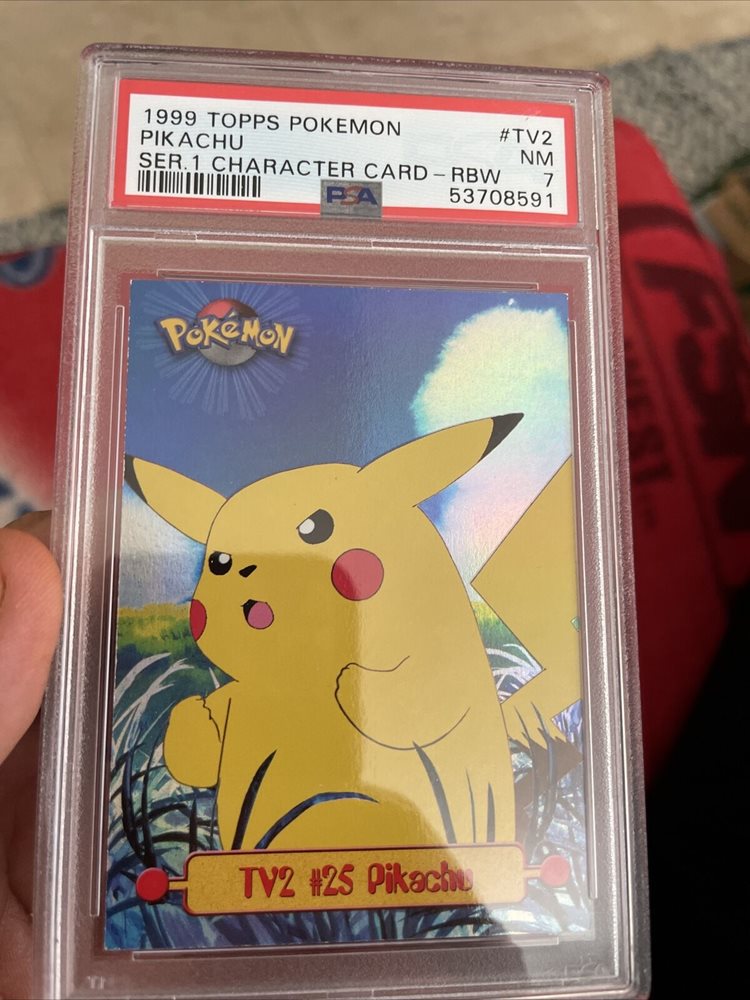 1999 TOPPS POKEMON #TV2
PIKACHU NM
SER.1 CHARACTER CARD - RBW 7
PSA 53708591
POKéMON
TV2 #25 Pikachu